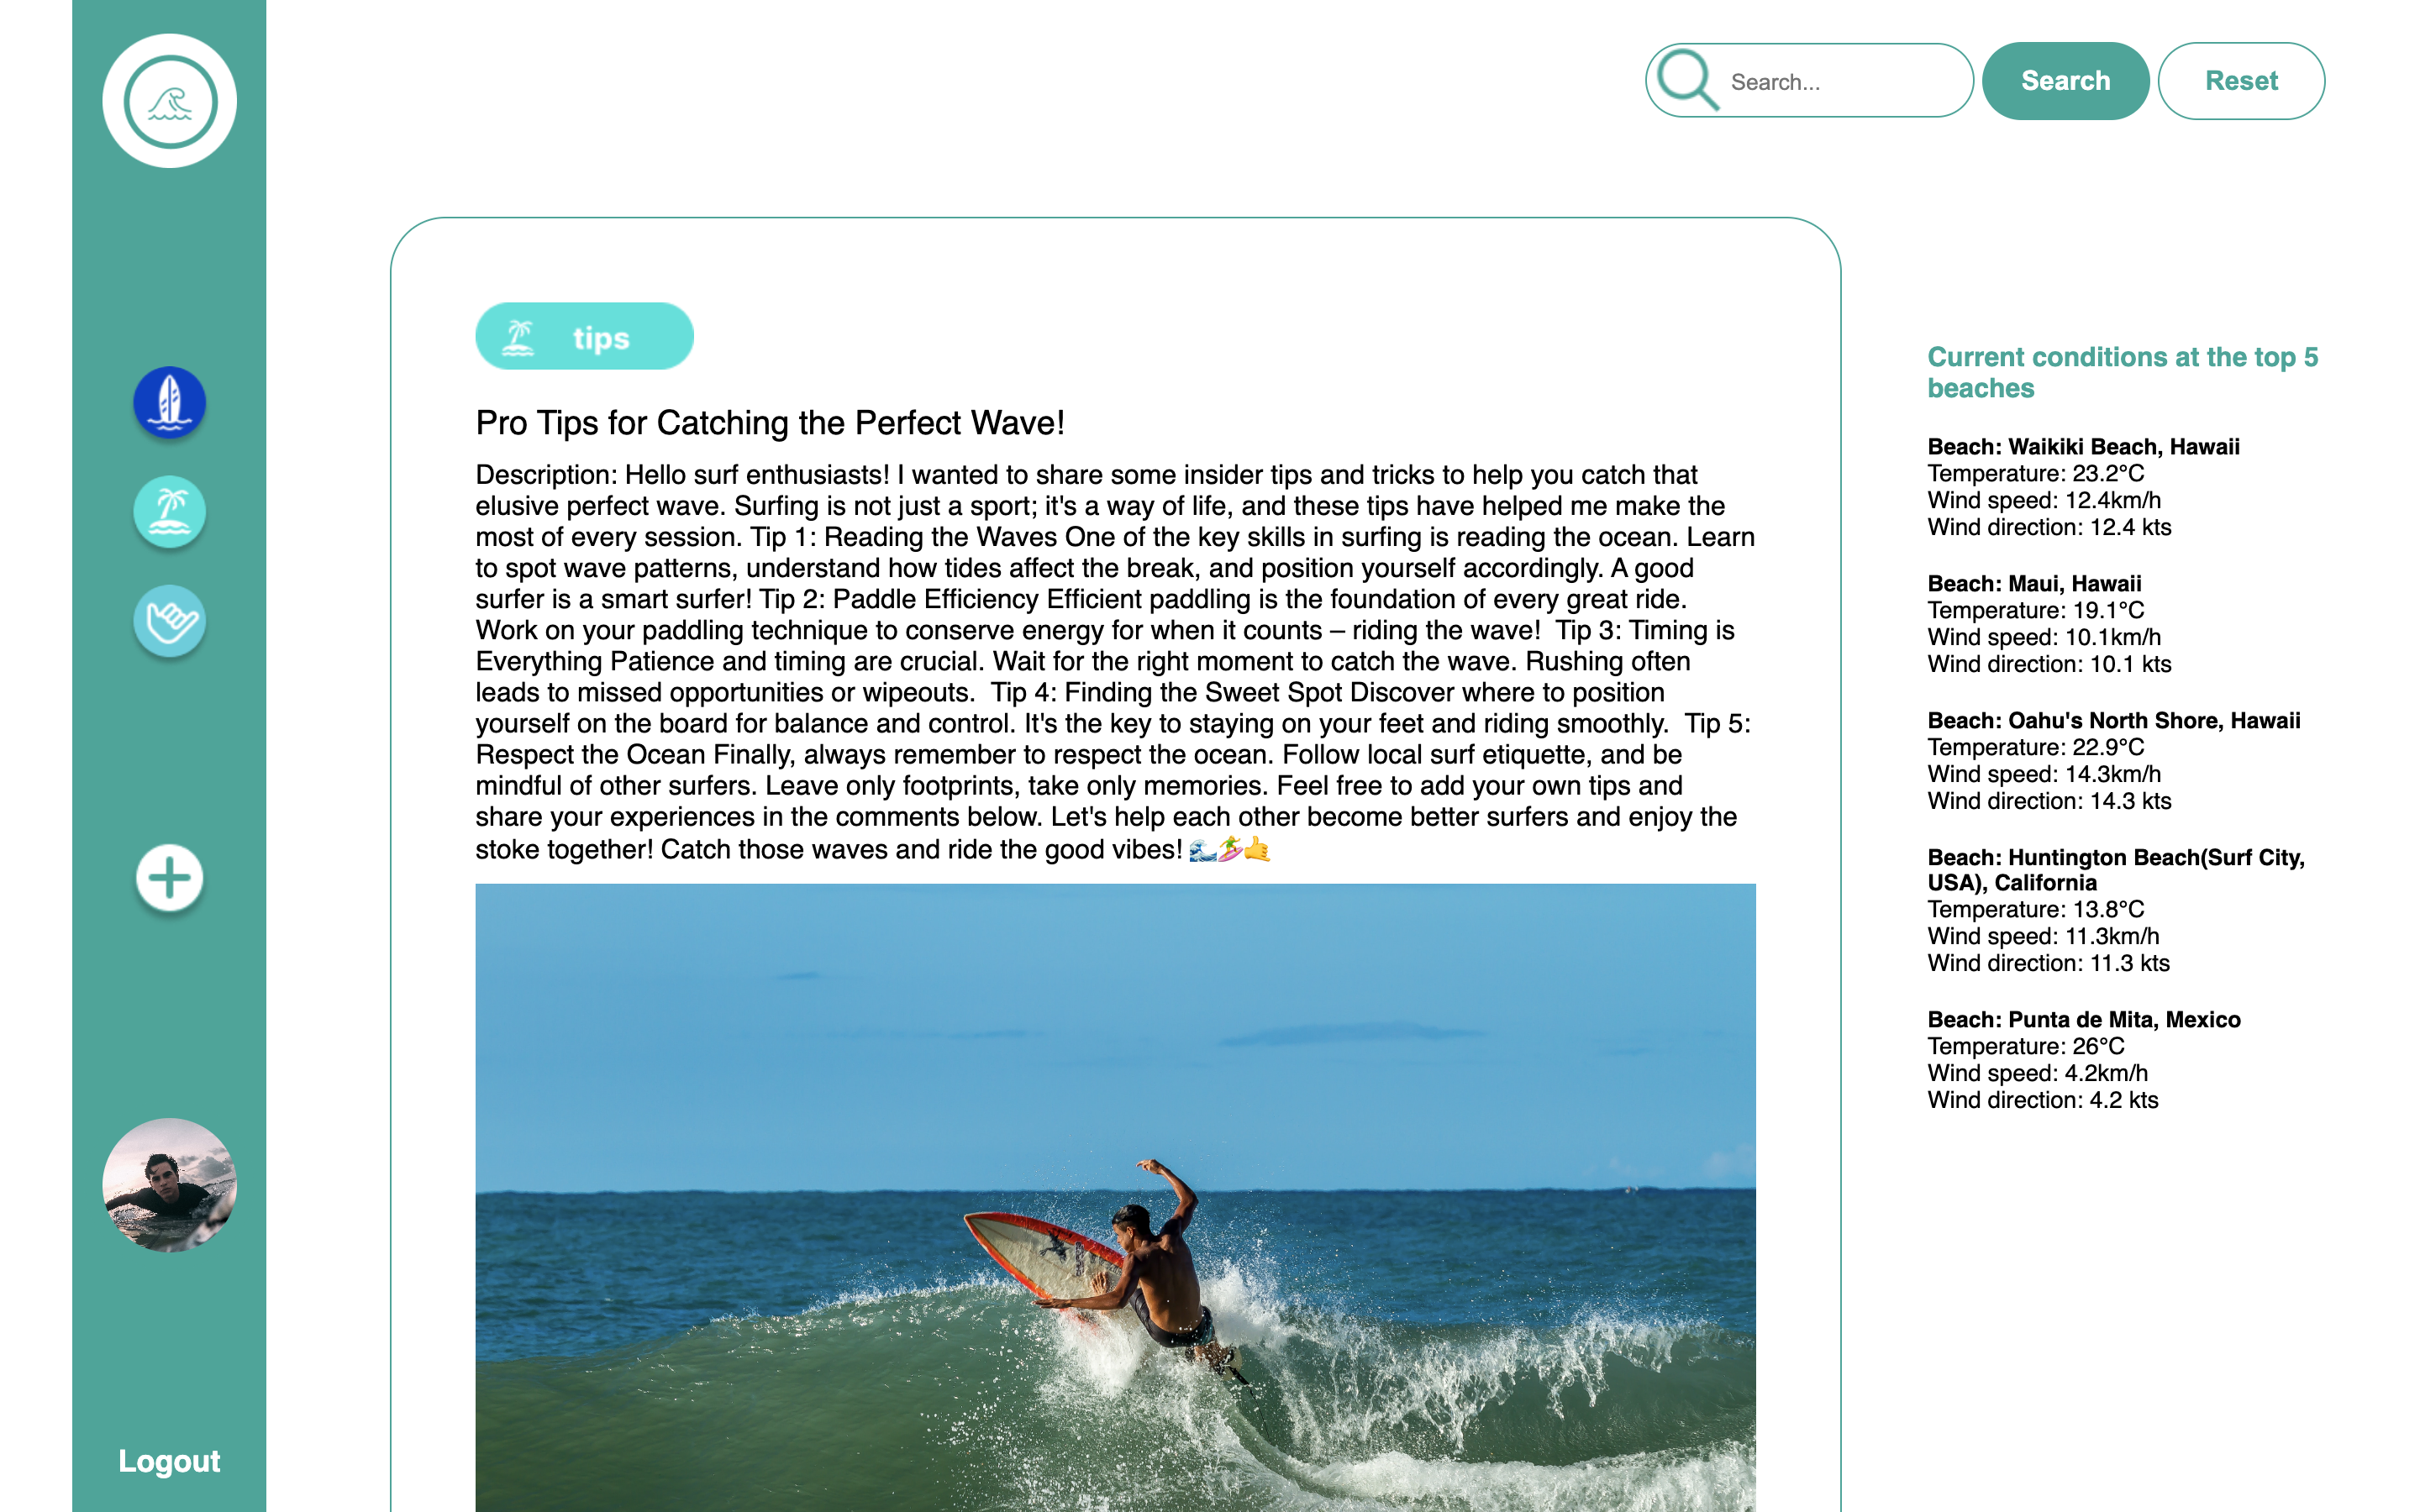 Search...
Search
Reset
tips
Pro Tips for Catching the Perfect Wave!
Description: Hello surf enthusiasts! I wanted to share some insider tips and tricks to help you catch that
elusive perfect wave. Surfing is not just a sport; it's a way of life, and these tips have helped me make the
most of every session. Tip 1: Reading the Waves One of the key skills in surfing is reading the ocean. Learn
to spot wave patterns, understand how tides affect the break, and position yourself accordingly. A good
surfer is a smart surfer! Tip 2: Paddle Efficiency Efficient paddling is the foundation of every great ride.
Work on your paddling technique to conserve energy for when it counts – riding the wave!  Tip 3: Timing is
Everything Patience and timing are crucial. Wait for the right moment to catch the wave. Rushing often
leads to missed opportunities or wipeouts.  Tip 4: Finding the Sweet Spot Discover where to position
yourself on the board for balance and control. It's the key to staying on your feet and riding smoothly.  Tip 5:
Respect the Ocean Finally, always remember to respect the ocean. Follow local surf etiquette, and be
mindful of other surfers. Leave only footprints, take only memories. Feel free to add your own tips and
share your experiences in the comments below. Let's help each other become better surfers and enjoy the
stoke together! Catch those waves and ride the good vibes! 🌊🏄‍♀️🤙
Current conditions at the top 5
beaches
Beach: Waikiki Beach, Hawaii
Temperature: 23.2°C
Wind speed: 12.4km/h
Wind direction: 12.4 kts
Beach: Maui, Hawaii
Temperature: 19.1°C
Wind speed: 10.1km/h
Wind direction: 10.1 kts
Beach: Oahu's North Shore, Hawaii
Temperature: 22.9°C
Wind speed: 14.3km/h
Wind direction: 14.3 kts
Beach: Huntington Beach(Surf City,
USA), California
Temperature: 13.8°C
Wind speed: 11.3km/h
Wind direction: 11.3 kts
Beach: Punta de Mita, Mexico
Temperature: 26°C
Wind speed: 4.2km/h
Wind direction: 4.2 kts
Logout